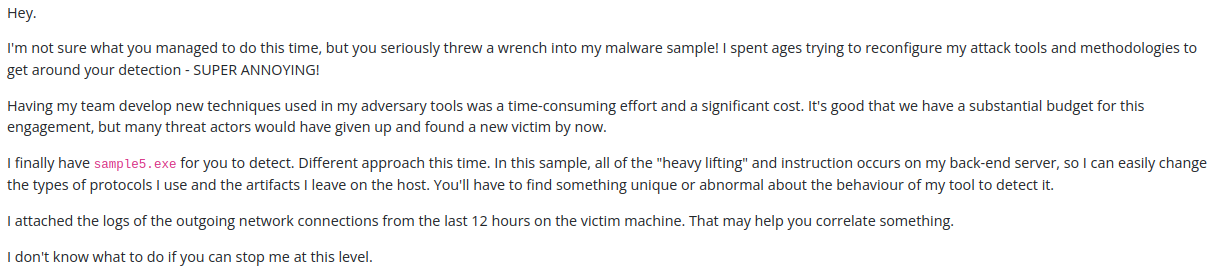 Hey.
I'm not sure what you managed to do this time, but you seriously threw a wrench into my malware sample! I spent ages trying to reconfigure my attack tools and methodologies to
get around your detection - SUPER ANNOYING!
Having my team develop new techniques used in my adversary tools was a time-consuming effort and a significant cost. It's good that we have a substantial budget for this
engagement, but many threat actors would have given up and found a new victim by now.
I finally have sample5.exe for you to detect. Different approach this time. In this sample, all of the "heavy lifting" and instruction occurs on my back-end server, so I can easily change
the types of protocols I use and the artifacts I leave on the host. You'll have to find something unique or abnormal about the behaviour of my tool to detect it.
I attached the logs of the outgoing network connections from the last 12 hours on the victim machine. That may help you correlate something.
I don't know what to do if you can stop me at this level.